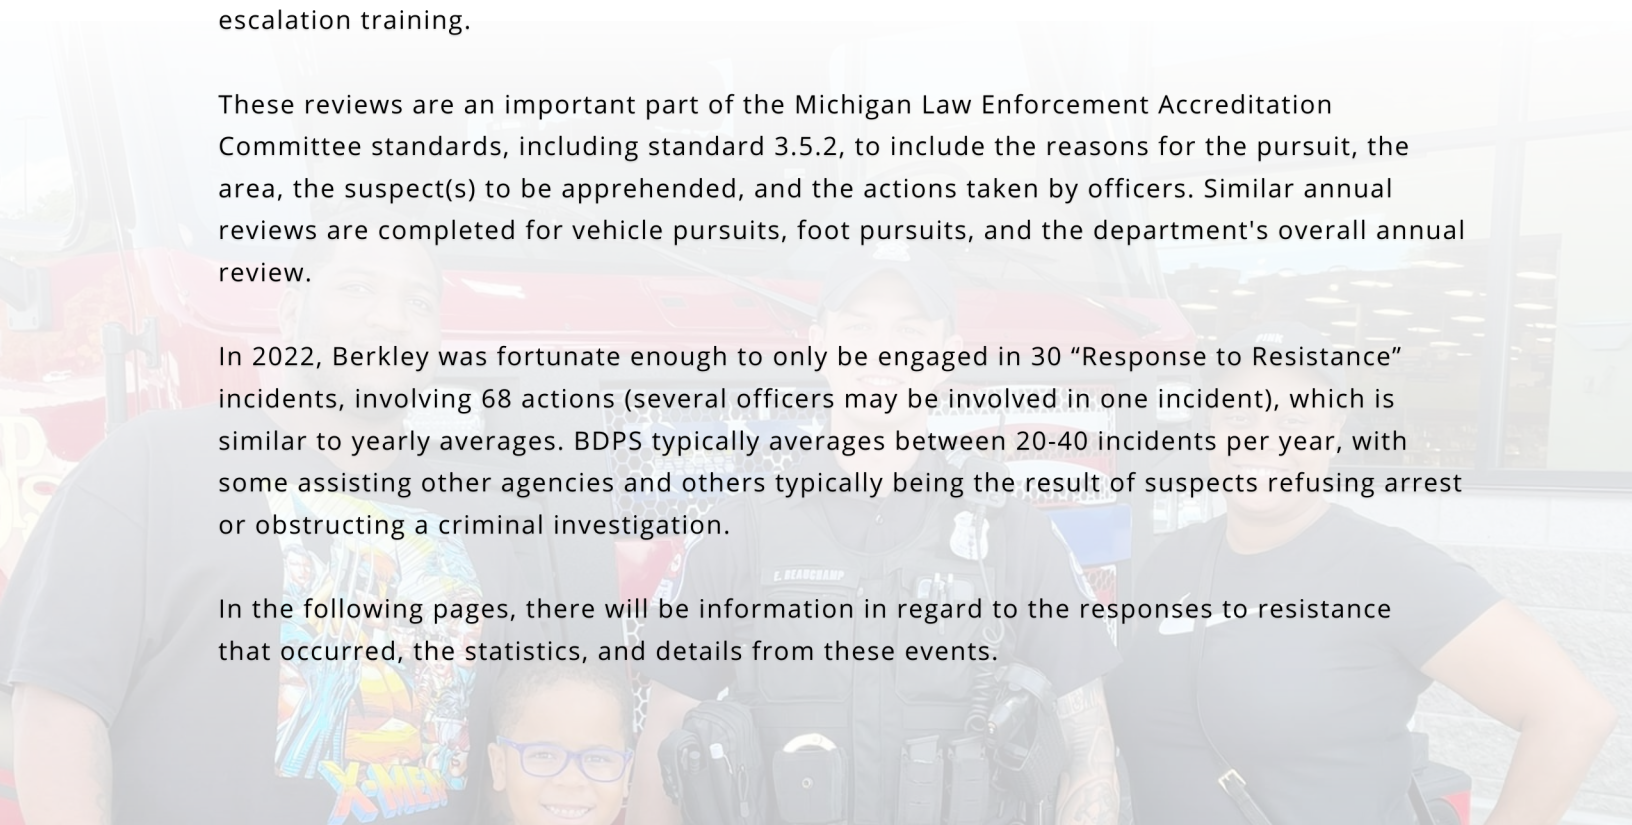 escalation training.
These reviews are an important part of the Michigan Law Enforcement Accreditation
Committee standards, including standard 3.5.2, to include the reasons for the pursuit, the
area, the suspect(s) to be apprehended, and the actions taken by officers. Similar annual
reviews are completed for vehicle pursuits, foot pursuits, and the department's overall annual
review.
In 2022, Berkley was fortunate enough to only be engaged in 30 “Response to Resistance”
incidents, involving 68 actions (several officers may be involved in one incident), which is
similar to yearly averages. BDPS typically averages between 20-40 incidents per year, with
some assisting other agencies and others typically being the result of suspects refusing arrest
or obstructing a criminal investigation.
E. BEAUCHAMP
In the following pages, there will be information in regard to the responses to resistance
that occurred, the statistics, and details from these events.
X-MEN
PINK